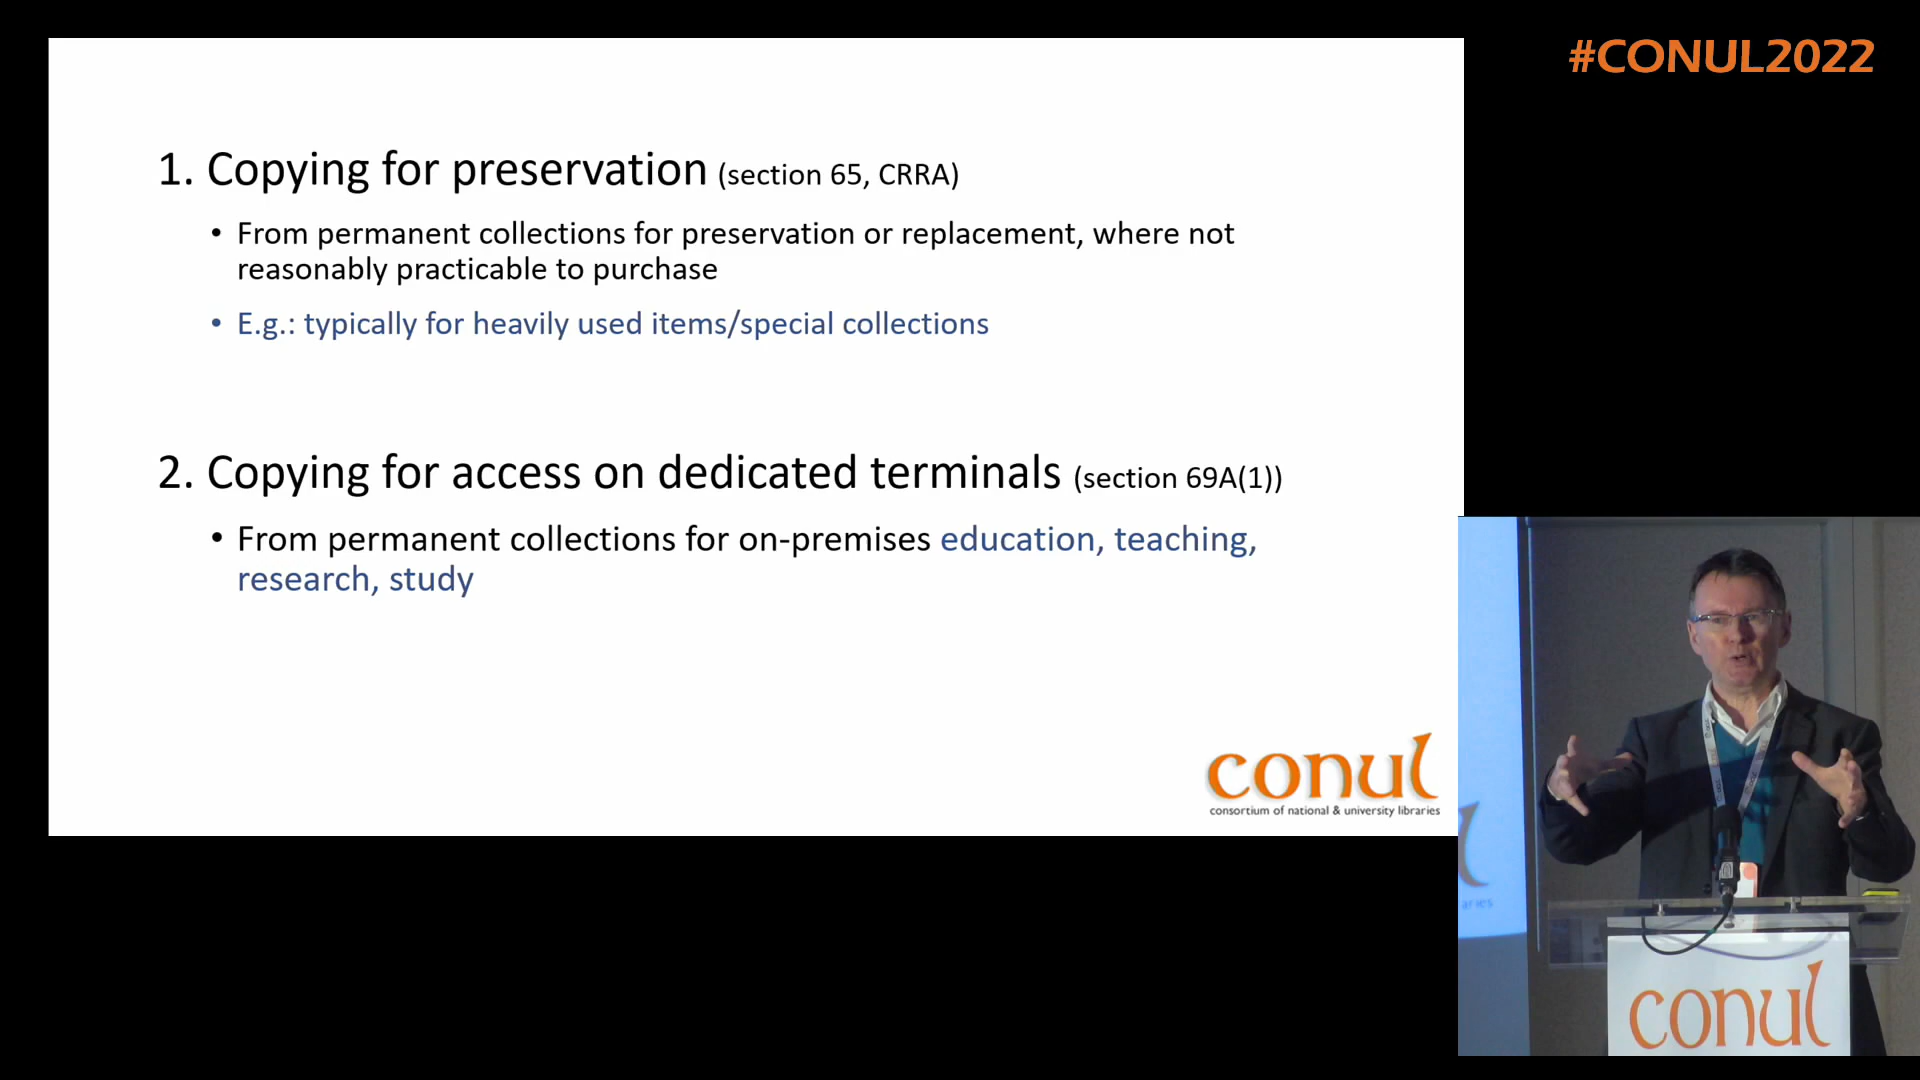 #CONUL2022
1. Copying for preservation (section 65, CRRA)
• From permanent collections for preservation or replacement, where not
reasonably practicable to purchase
• E.g.: typically for heavily used items/special collections
2. Copying for access on dedicated terminals (section 69A(1))
• From permanent collections for on-premises education, teaching,
research, study
conul
consortium of national & university libraries
aries
conul